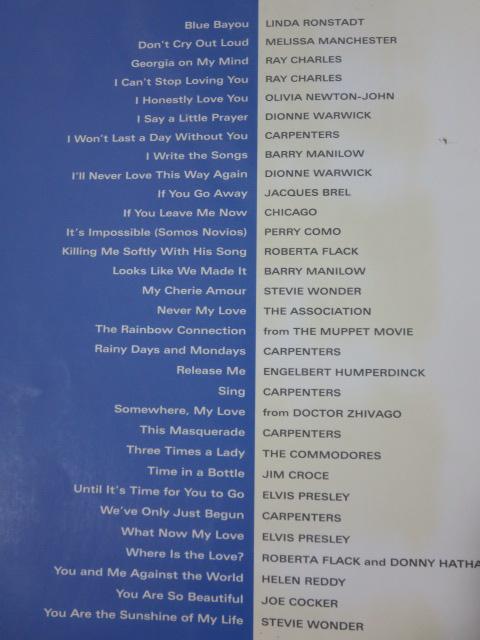 Blue Bayou LINDA RONSTADT
Don't Cry Out Loud MELISSA MANCHESTER
Georgia on My Mind RAY CHARLES
I Can't Stop Loving You RAY CHARLES
I Honestly Love You OLIVIA NEWTON-JOHN
I Say a Little Prayer DIONNE WARWICK
I Won't Last a Day Without You CARPENTERS
I Write the Songs BARRY MANILOW
I'll Never Love This Way Again DIONNE WARWICK
If You Go Away JACQUES BREL
If You Leave Me Now CHICAGO
It's Impossible (Somos Novios) PERRY COMO
Killing Me Softly With His Song ROBERTA FLACK
Looks Like We Made It BARRY MANILOW
My Cherie Amour STEVIE WONDER
Never My Love THE ASSOCIATION
The Rainbow Connection from THE MUPPET MOVIE
Rainy Days and Mondays CARPENTERS
Release Me ENGELBERT HUMPERDINCK
Sing CARPENTERS
Somewhere, My Love from DOCTOR ZHIVAGO
This Masquerade CARPENTERS
Three Times a Lady THE COMMODORES
Time in a Bottle JIM CROCE
Until It's Time for You to Go ELVIS PRESLEY
We've Only Just Begun CARPENTERS
What Now My Love ELVIS PRESLEY
Where Is the Love? ROBERTA FLACK and DONNY HATHA
You and Me Against the World HELEN REDDY
You Are So Beautiful JOE COCKER
You Are the Sunshine of My Life STEVIE WONDER